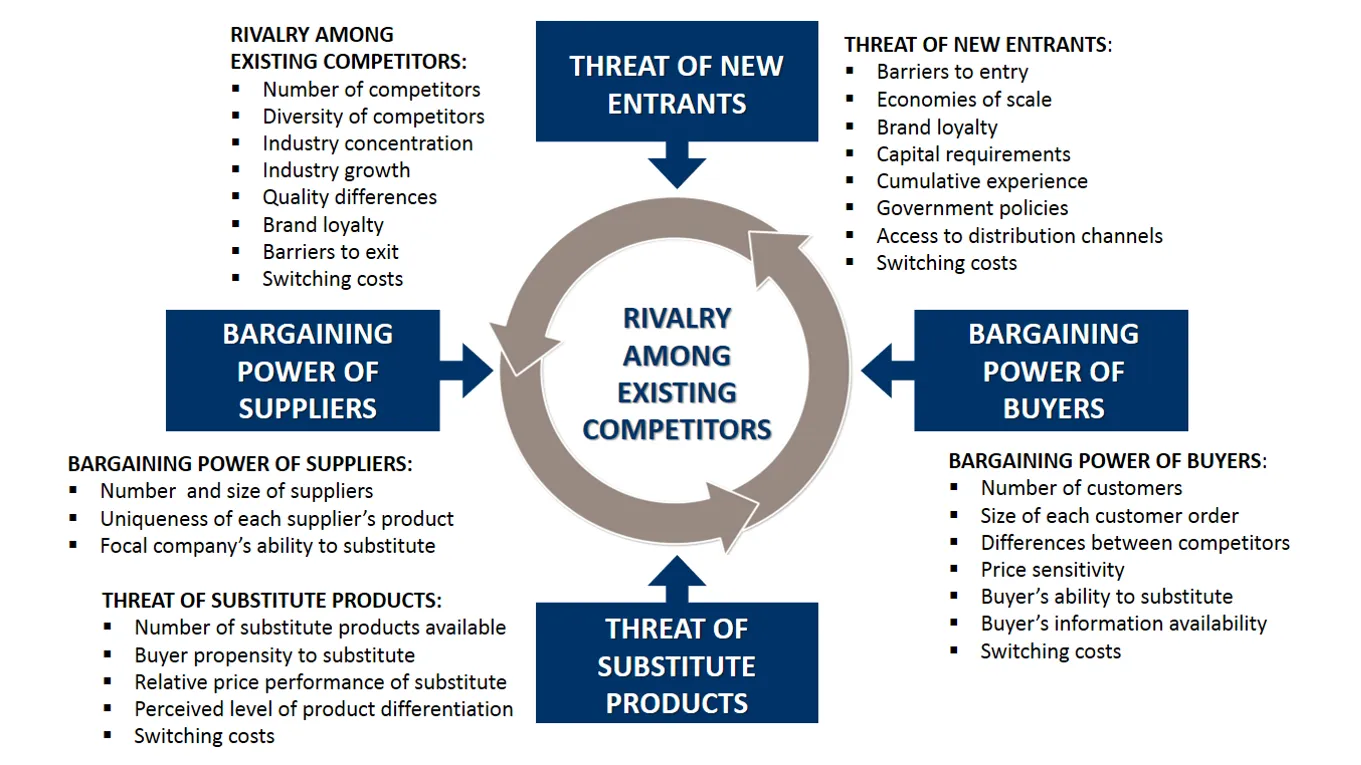 RIVALRY AMONG
EXISTING COMPETITORS:
▪ Number of competitors
▪ Diversity of competitors
▪ Industry concentration
▪ Industry growth
▪ Quality differences
▪ Brand loyalty
▪ Barriers to exit
▪ Switching costs
THREAT OF NEW
ENTRANTS
THREAT OF NEW ENTRANTS:
▪ Barriers to entry
▪ Economies of scale
▪ Brand loyalty
▪ Capital requirements
▪ Cumulative experience
▪ Government policies
▪ Access to distribution channels
▪ Switching costs
BARGAINING
POWER OF
SUPPLIERS
RIVALRY
AMONG
EXISTING
COMPETITORS
BARGAINING
POWER OF
BUYERS
BARGAINING POWER OF SUPPLIERS:
▪ Number and size of suppliers
▪ Uniqueness of each supplier’s product
▪ Focal company’s ability to substitute
BARGAINING POWER OF BUYERS:
▪ Number of customers
▪ Size of each customer order
▪ Differences between competitors
▪ Price sensitivity
▪ Buyer’s ability to substitute
▪ Buyer’s information availability
▪ Switching costs
THREAT OF SUBSTITUTE PRODUCTS:
▪ Number of substitute products available
▪ Buyer propensity to substitute
▪ Relative price performance of substitute
▪ Perceived level of product differentiation
▪ Switching costs
THREAT OF
SUBSTITUTE
PRODUCTS